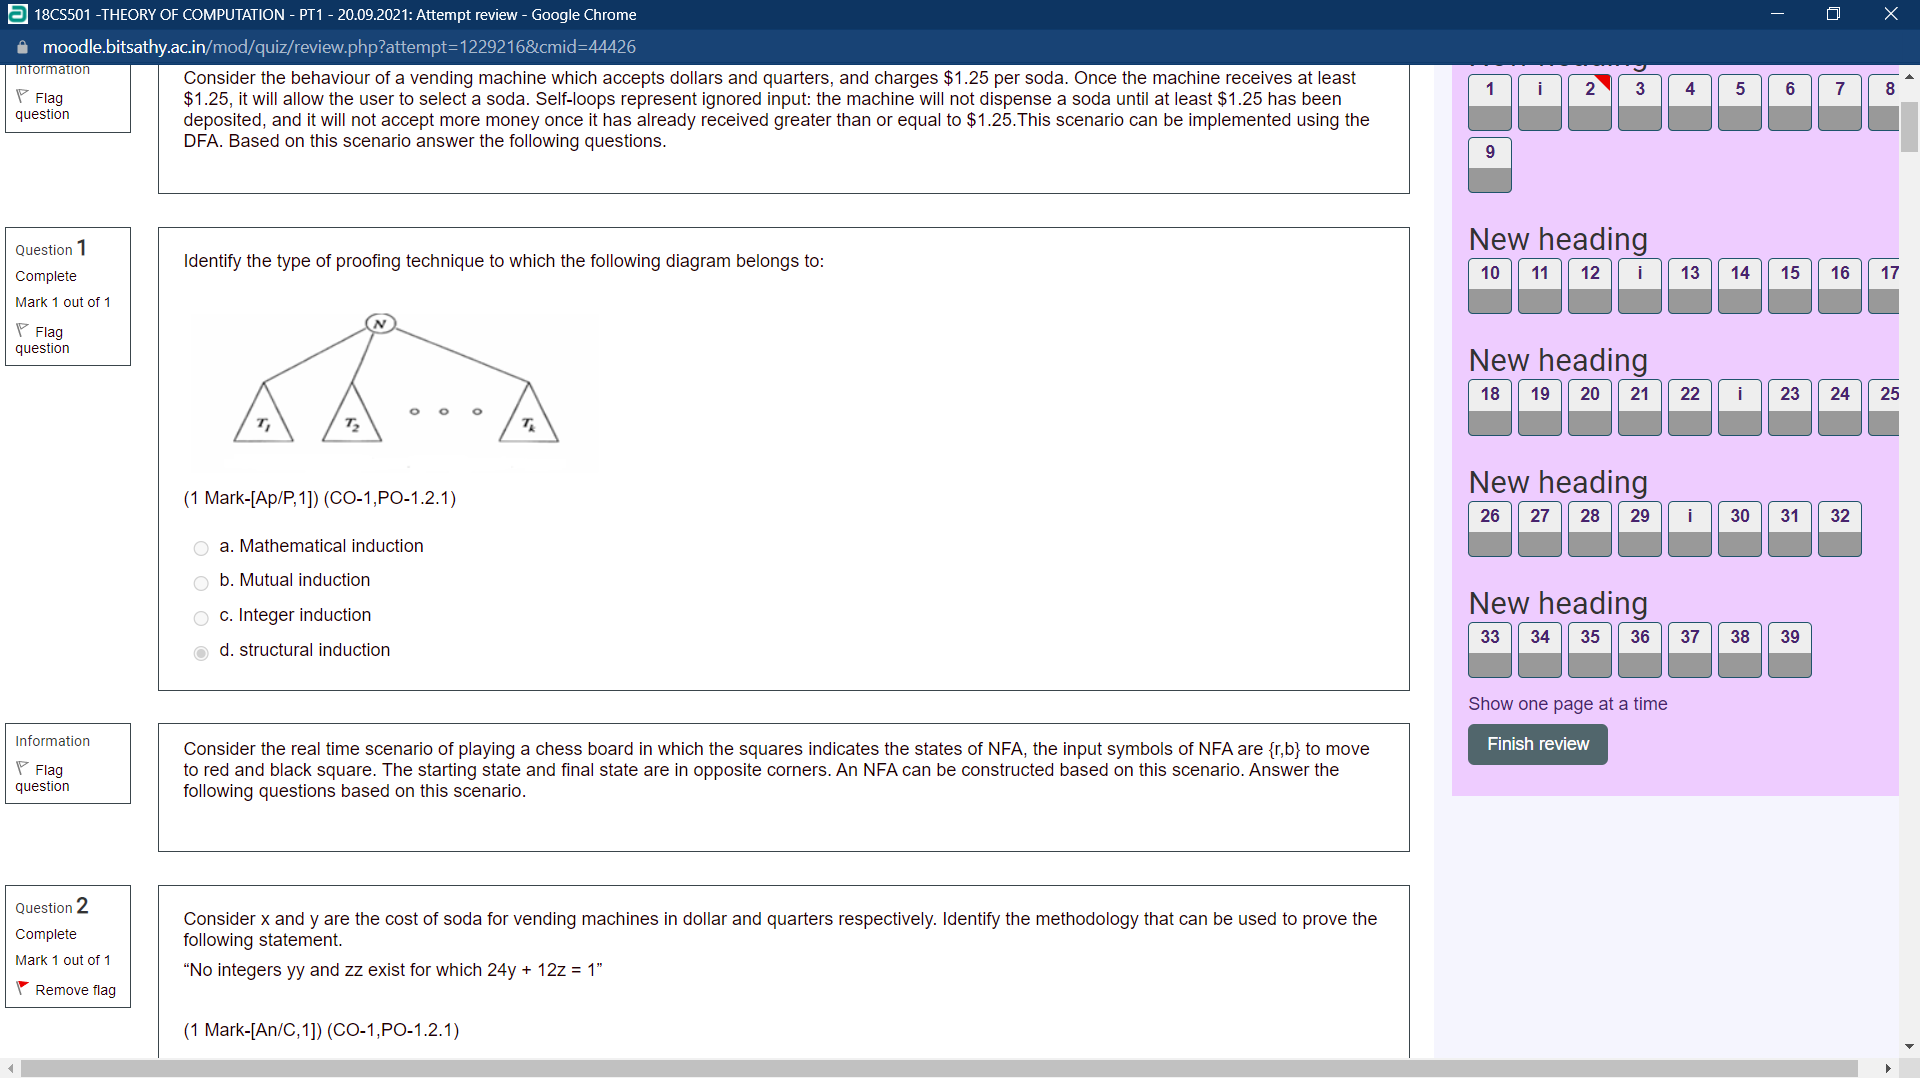 18CS501 -THEORY OF COMPUTATION - PT1 - 20.09.2021: Attempt review - Google Chrome
moodle.bitsathy.ac.in/mod/quiz/review.php?attempt=1229216&cmid=44426
Information
Flag
question
Consider the behaviour of a vending machine which accepts dollars and quarters, and charges $1.25 per soda. Once the machine receives at least
$1.25, it will allow the user to select a soda. Self-loops represent ignored input: the machine will not dispense a soda until at least $1.25 has been
deposited, and it will not accept more money once it has already received greater than or equal to $1.25.This scenario can be implemented using the
DFA. Based on this scenario answer the following questions.
Question 1
Complete
Mark 1 out of 1
Flag
question
Identify the type of proofing technique to which the following diagram belongs to:
N
T1 T2 Tk
(1 Mark-[Ap/P,1]) (CO-1,PO-1.2.1)
a. Mathematical induction
b. Mutual induction
c. Integer induction
d. structural induction
Information
Flag
question
Consider the real time scenario of playing a chess board in which the squares indicates the states of NFA, the input symbols of NFA are {r,b} to move
to red and black square. The starting state and final state are in opposite corners. An NFA can be constructed based on this scenario. Answer the
following questions based on this scenario.
Question 2
Complete
Mark 1 out of 1
Remove flag
Consider x and y are the cost of soda for vending machines in dollar and quarters respectively. Identify the methodology that can be used to prove the
following statement.
“No integers yy and zz exist for which 24y + 12z = 1”
(1 Mark-[An/C,1]) (CO-1,PO-1.2.1)
1 i 2 3 4 5 6 7 8
9
New heading
10 11 12 i 13 14 15 16 17
New heading
18 19 20 21 22 i 23 24 25
New heading
26 27 28 29 i 30 31 32
New heading
33 34 35 36 37 38 39
Show one page at a time
Finish review